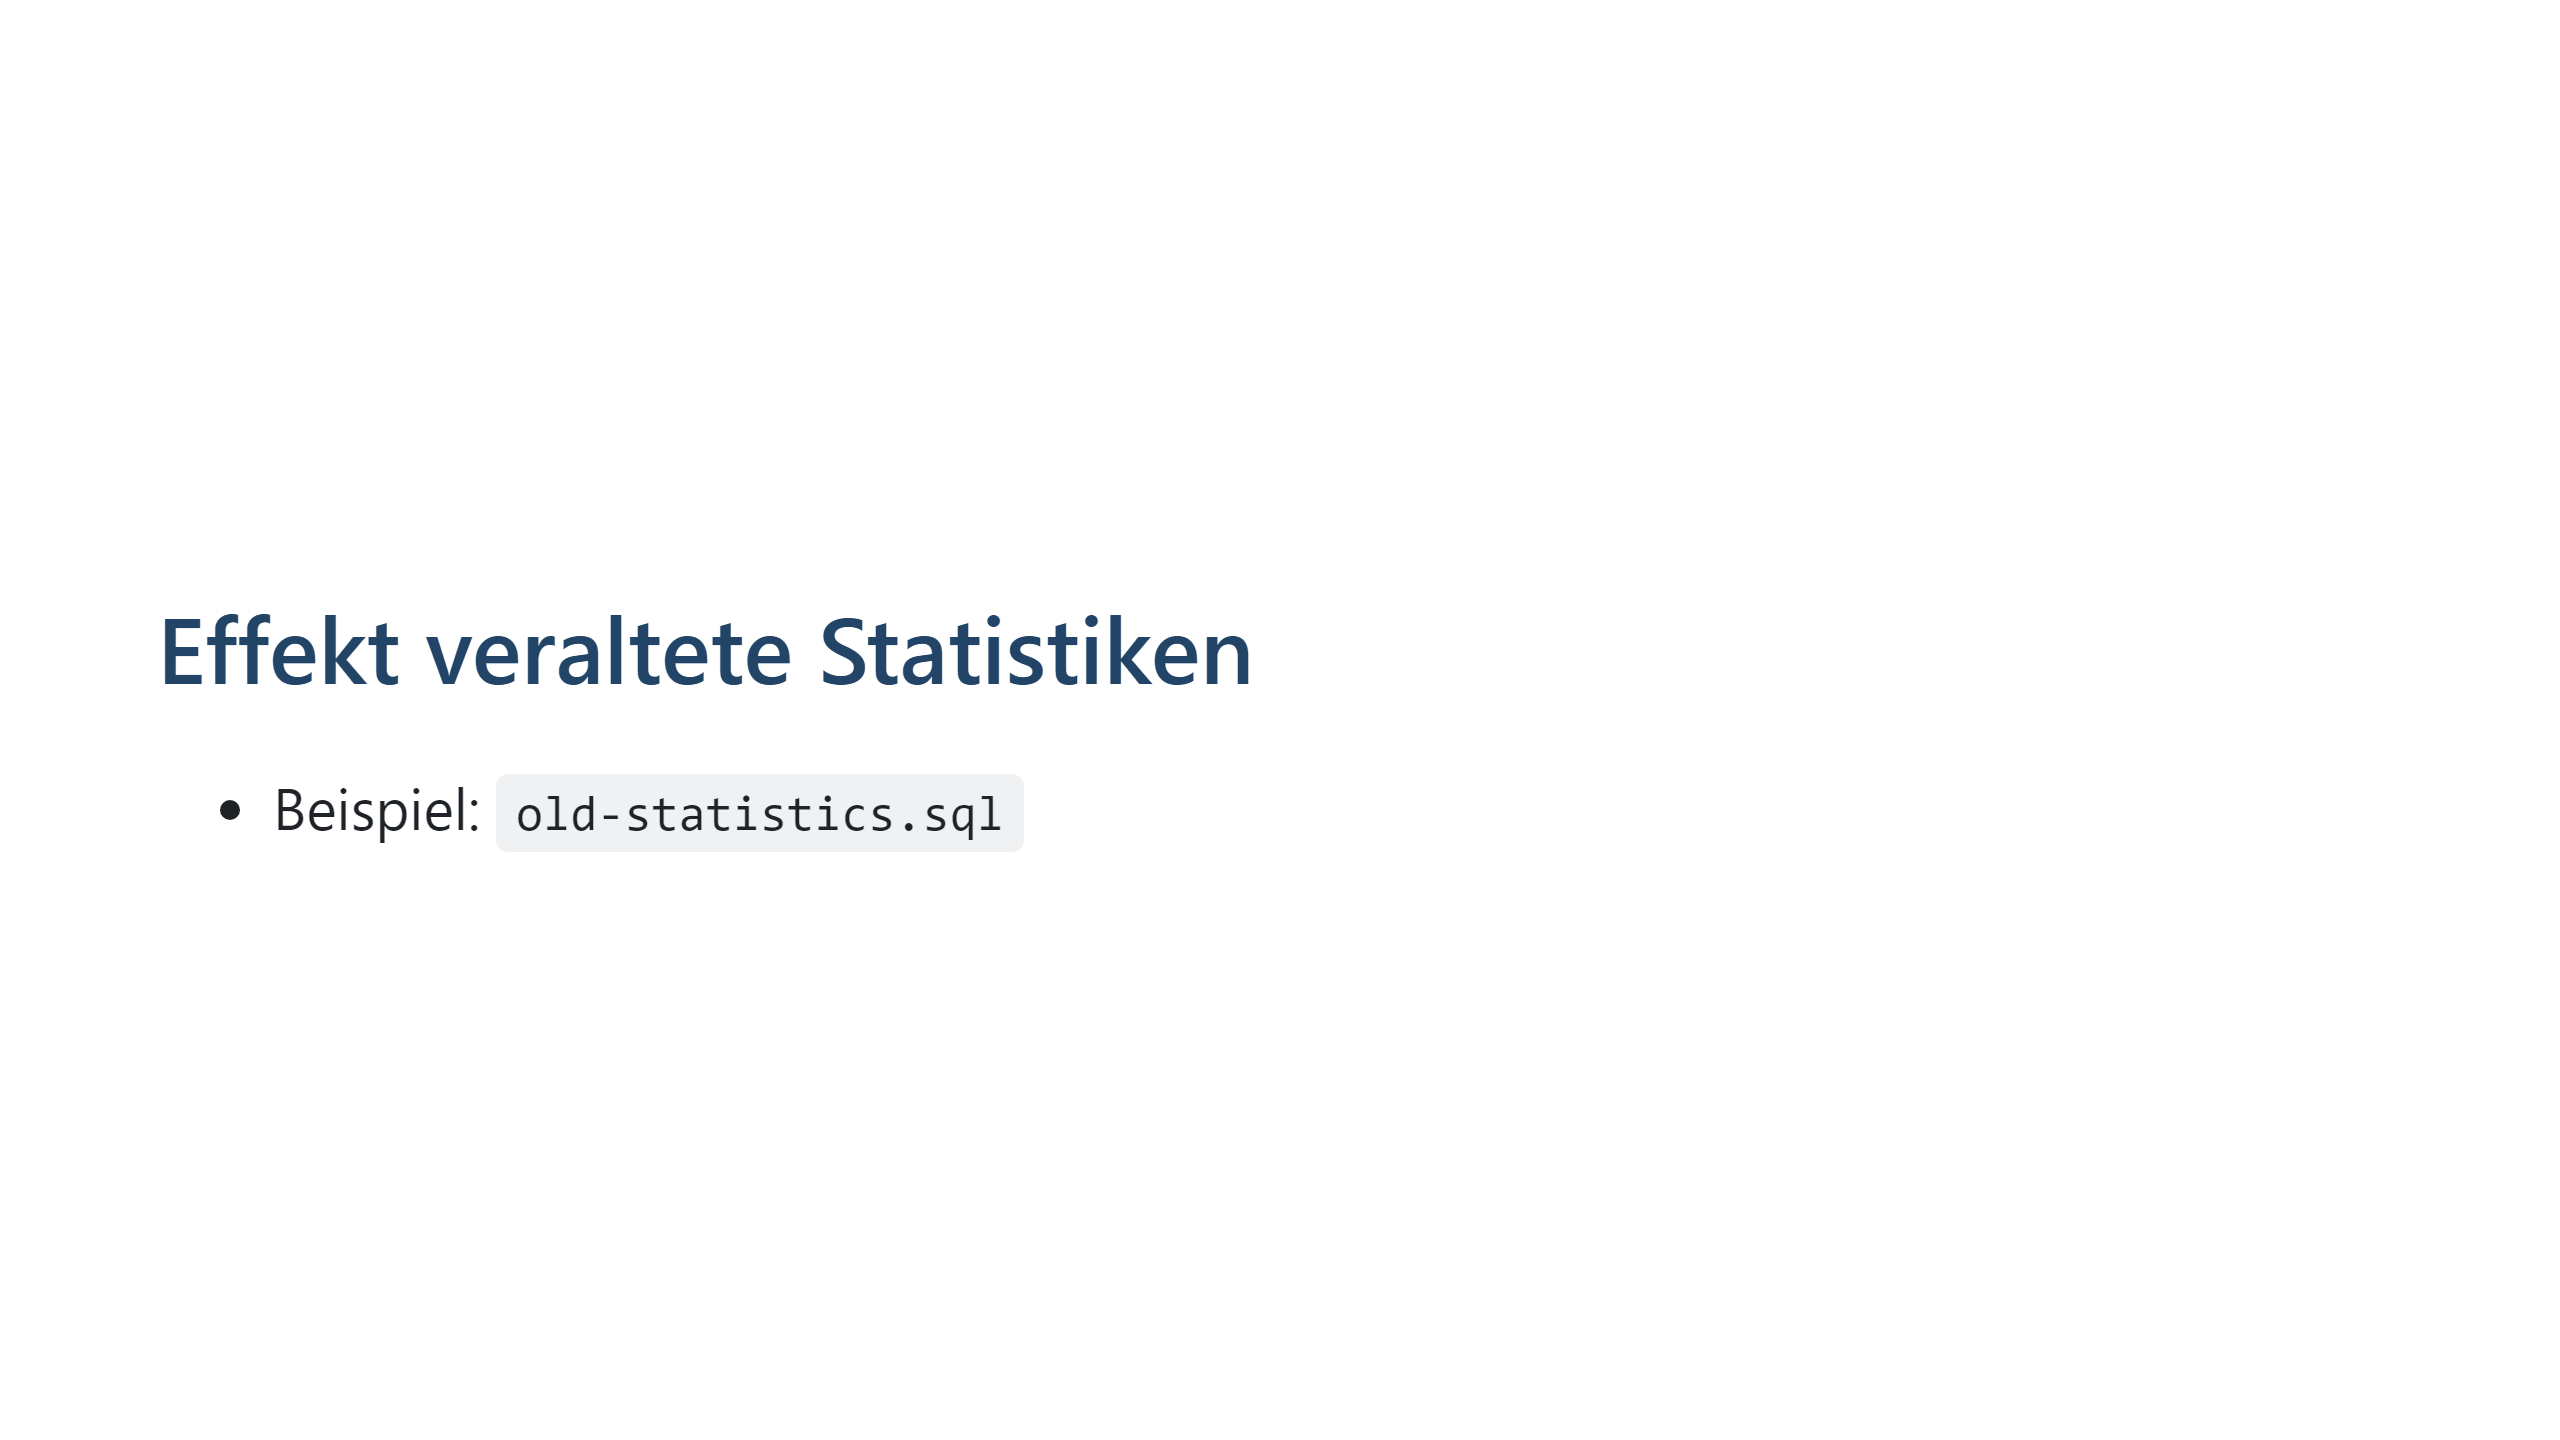 Effekt veraltete Statistiken
• Beispiel: old-statistics.sql